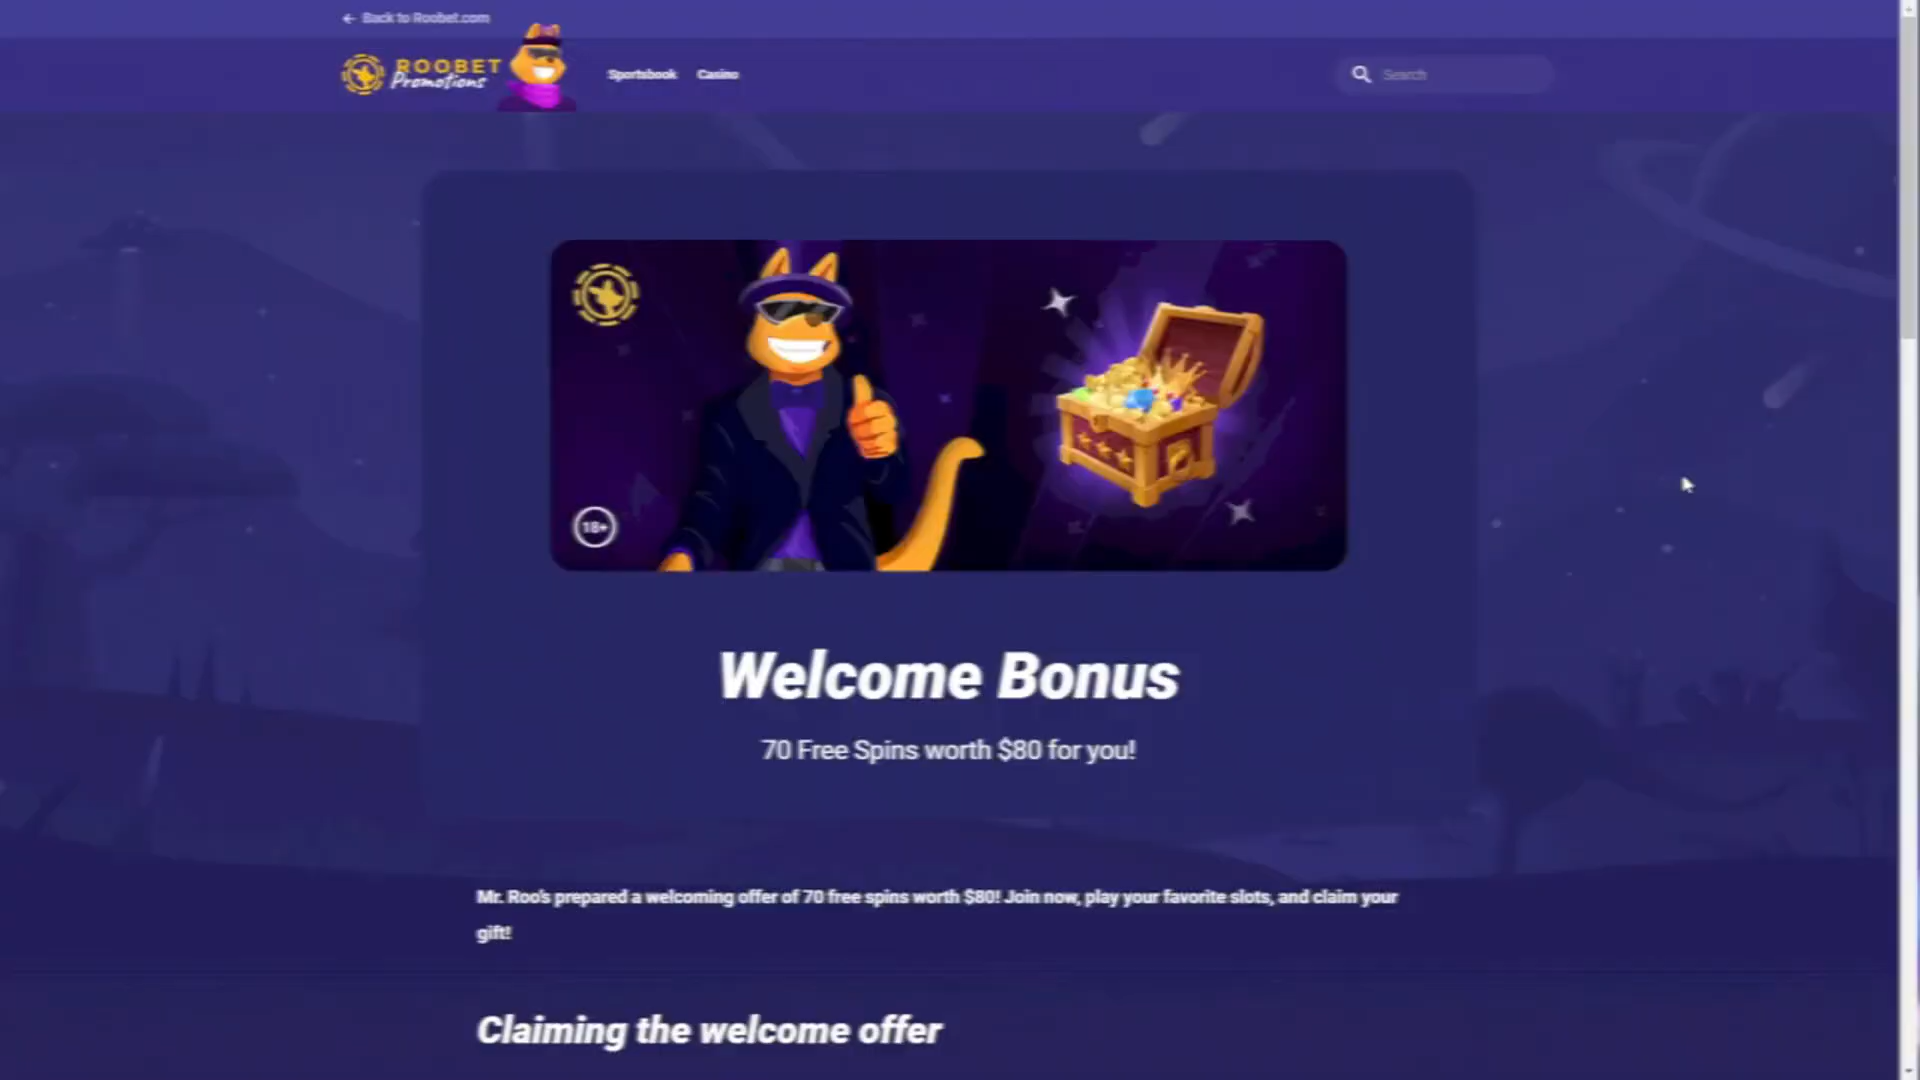 Back to Roobet.com
ROOBET
Promotions
Sportsbook Casino
Search
18+
Welcome Bonus
70 Free Spins worth $80 for you!
Mr. Roo's prepared a welcoming offer of 70 free spins worth $80! Join now, play your favorite slots, and claim your
gift!
Claiming the welcome offer